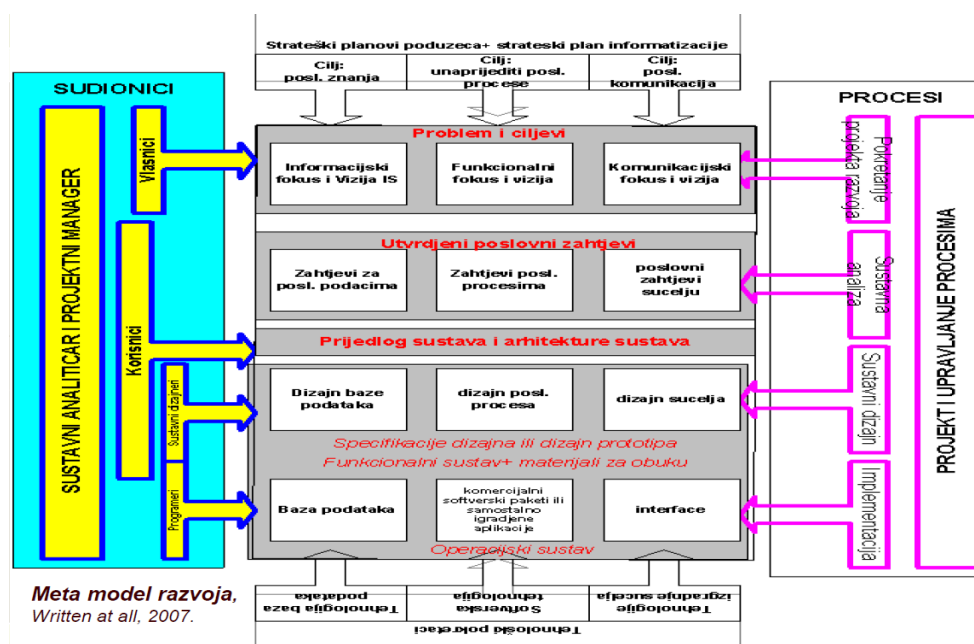 Strateški planovi poduzeca+ strateski plan informatizacije
Cilj:
posl. znanja
Cilj:
unaprijediti posl.
procese
Cilj:
posl.
komunikacija
SUDIONICI
SUSTAVNI ANALITICAR I PROJEKTNI MANAGER
Vlasnici
Korisnici
Sustavni dizajneri
Programeri
Problem i ciljevi
Informacijski
fokus i Vizija IS
Funkcionalni
fokus i vizija
Komunikacijski
fokus i vizija
Utvrdjeni poslovni zahtjevi
Zahtjevi za
posl. podacima
Zahtjevi posl.
procesima
poslovni
zahtjevi
sucelju
Prijedlog sustava i arhitekture sustava
Dizajn baze
podataka
dizajn posl.
procesa
dizajn sucelja
Specifikacije dizajna ili dizajn prototipa
Funkcionalni sustav+ materijali za obuku
Baza podataka
komercijalni
softverski paketi ili
samostalno
igradjene
aplikacije
interface
Operacijski sustav
PROCESI
Pokretanje
projekta razvoja
Sustavna
analiza
Sustavni dizajn
Implementacija
PROJEKTI UPRAVLJANJE PROCESIMA
Tehnologija baza
podataka
Softverska
tehnologija
Tehnologije
izgradnje sucelja
Tehnološki pokretaci
Meta model razvoja,
Written at all, 2007.